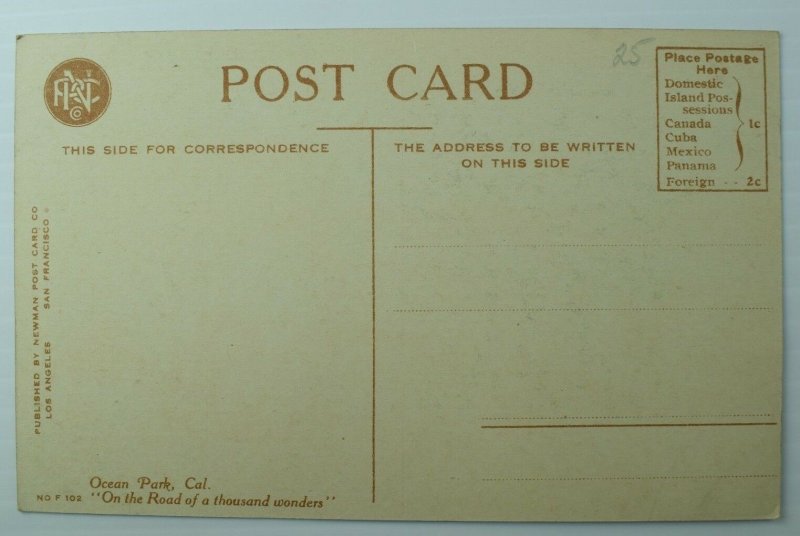 25
POST CARD
THIS SIDE FOR CORRESPONDENCE
THE ADDRESS TO BE WRITTEN
ON THIS SIDE
Place Postage
Here
Domestic
Island Pos-
sessions
Canada 1c
Cuba
Mexico
Panama
Foreign - - 2c
PUBLISHED BY NEWMAN POST CARD CO
LOS ANGELES SAN FRANCISCO
Ocean Park, Cal.
NO F 102 "On the Road of a thousand wonders"